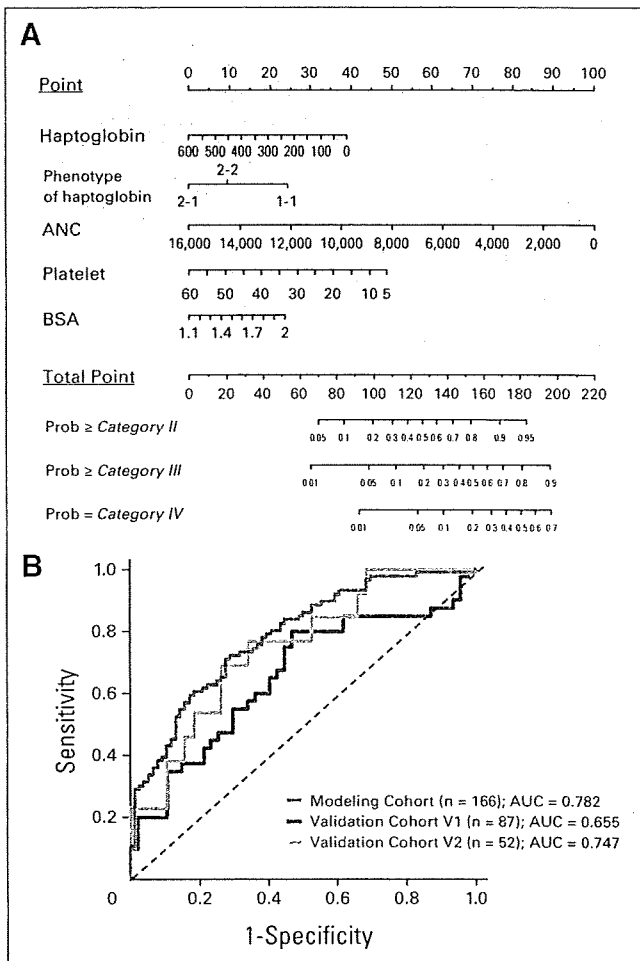 A
Point
0 10 20 30 40 50 60 70 80 90 100
Haptoglobin
600 500 400 300 200 100 0
Phenotype of haptoglobin
2-2
2-1 1-1
ANC
16,000 14,000 12,000 10,000 8,000 6,000 4,000 2,000 0
Platelet
60 50 40 30 20 10 5
BSA
1.1 1.4 1.7 2
Total Point
0 20 40 60 80 100 120 140 160 180 200 220
Prob ≥ Category II
0.05 0.1 0.2 0.3 0.4 0.5 0.6 0.7 0.8 0.9 0.95
Prob ≥ Category III
0.01 0.05 0.1 0.2 0.3 0.4 0.5 0.6 0.7 0.8 0.9
Prob = Category IV
0.01 0.05 0.1 0.2 0.3 0.4 0.5 0.6 0.7
B
1.0
0.8
0.6
0.4
0.2
Sensitivity
Modeling Cohort (n = 166); AUC = 0.782
Validation Cohort V1 (n = 87); AUC = 0.655
Validation Cohort V2 (n = 52); AUC = 0.747
0 0.2 0.4 0.6 0.8 1.0
1-Specificity